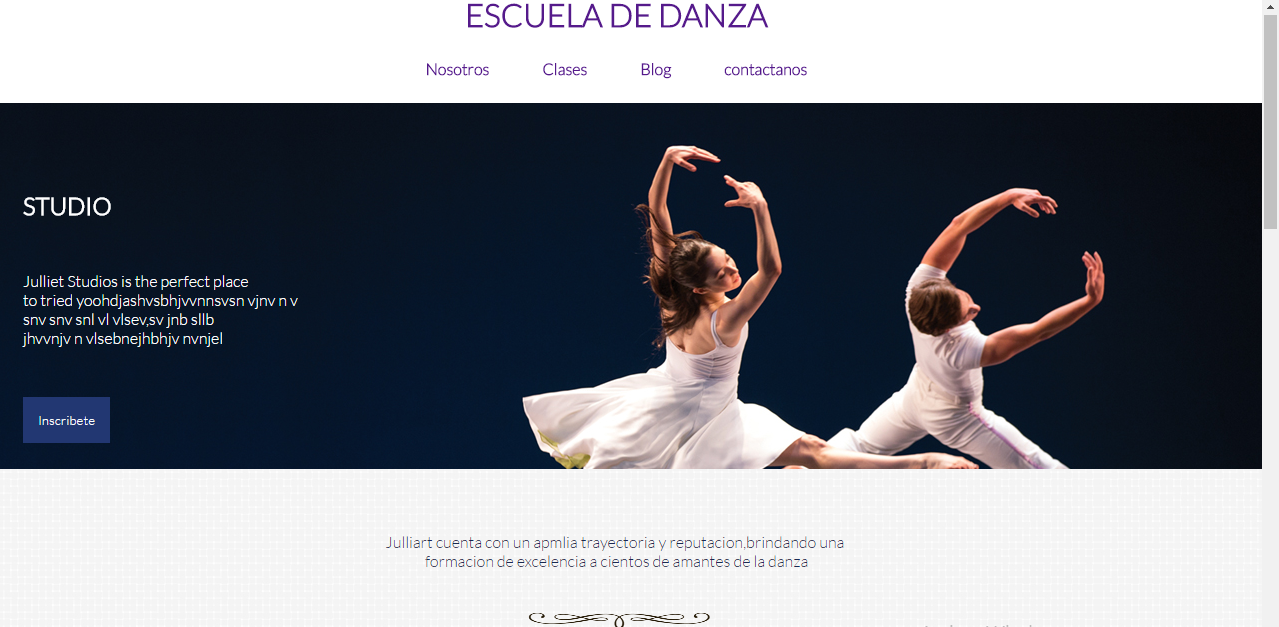 ESCUELA DE DANZA
Nosotros Clases Blog contactanos
STUDIO
Julliet Studios is the perfect place
to tried yoohdjashvsbhjvvnnsvsn vjnv n v
snv snv snl vl vlsev,sv jnb sllb
jhvvnjv n vlsebnejhbhjv nvnjel
Inscribete
Julliart cuenta con un apmlia trayectoria y reputacion,brindando una
formacion de excelencia a cientos de amantes de la danza